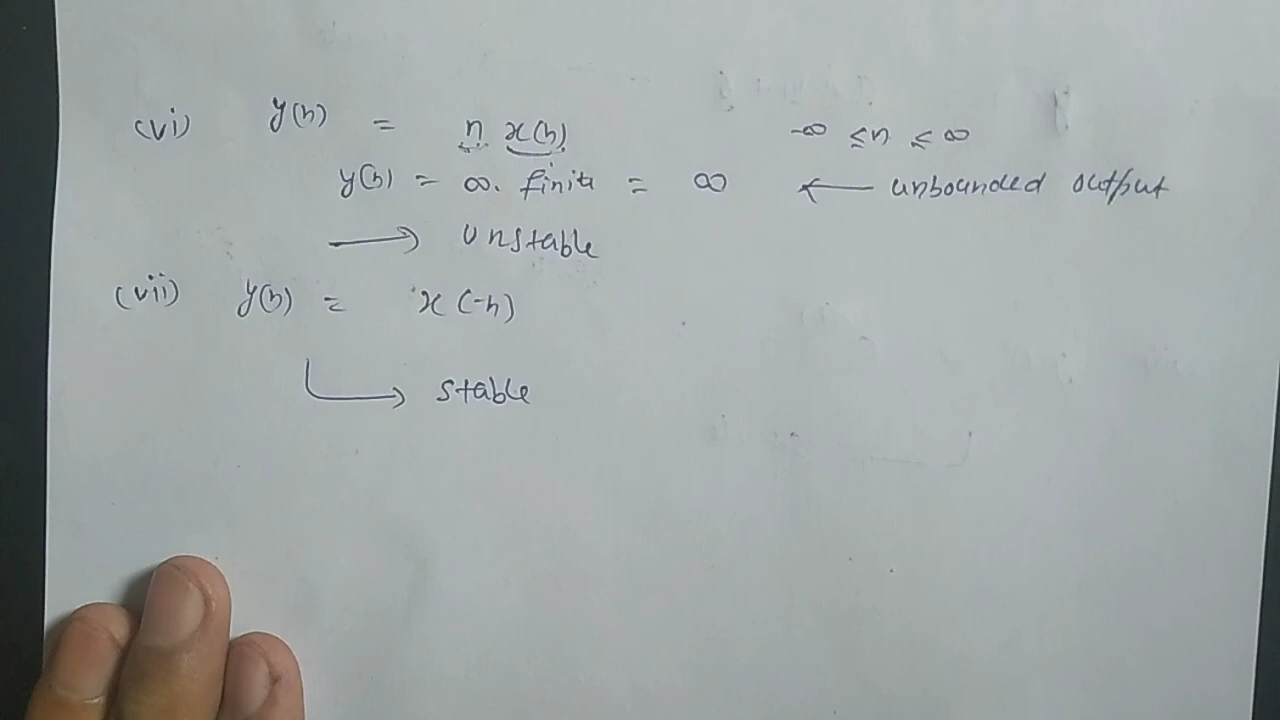 (vi) y(n) = n x(n) -∞ ≤ n ≤ ∞
y(n) = ∞. finite = ∞ ← unbounded output
→ unstable
(vii) y(n) = x(-n)
↳ stable